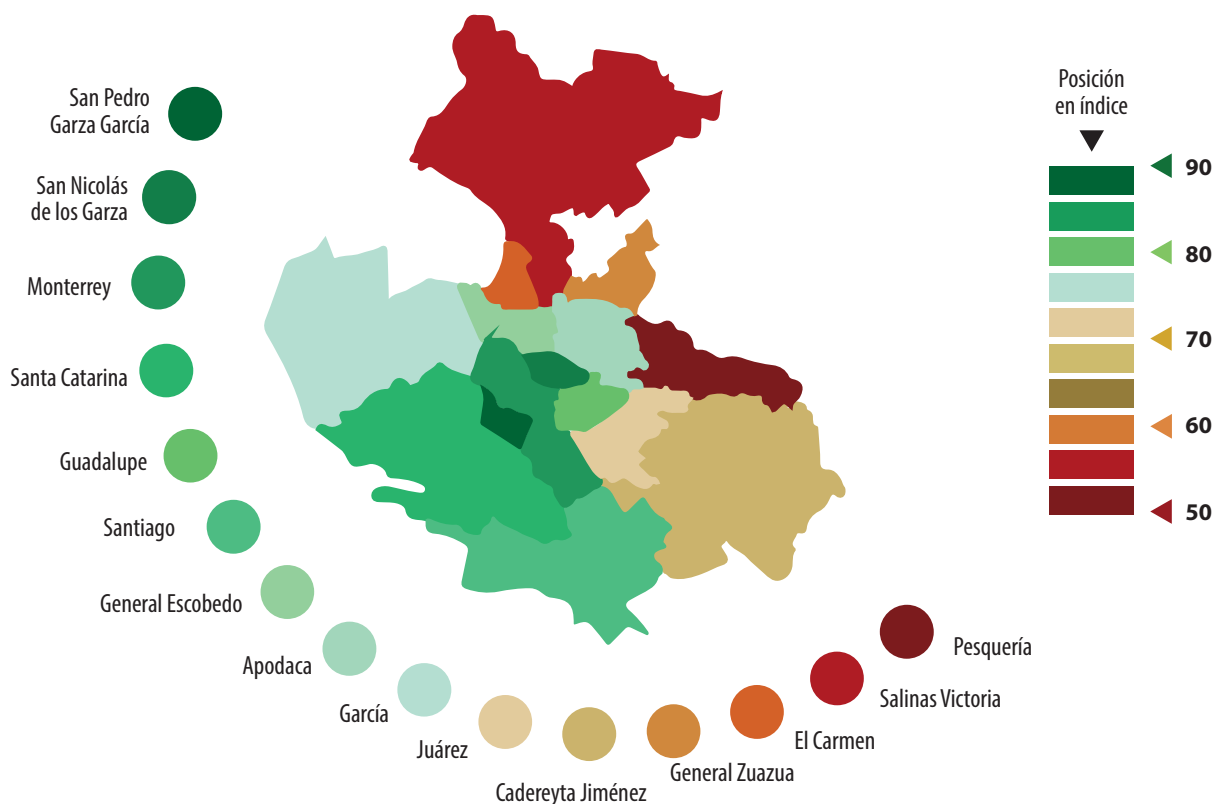 San Pedro
Garza García
San Nicolás
de los Garza
Monterrey
Santa Catarina
Guadalupe
Santiago
General Escobedo
Apodaca
García
Juárez
Cadereyta Jiménez
General Zuazua
El Carmen
Salinas Victoria
Pesquería
Posición
en índice
90
80
70
60
50